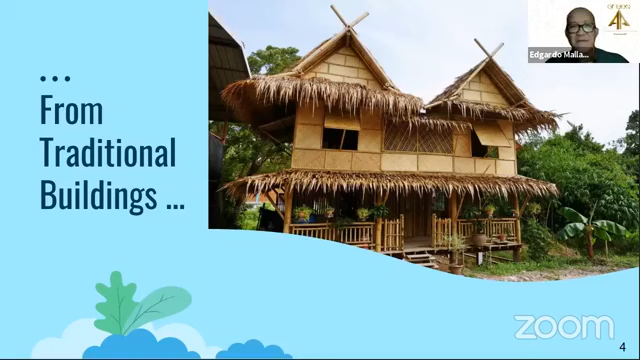 ...
From
Traditional
Buildings ...
Edgardo Malla...
zoom
4